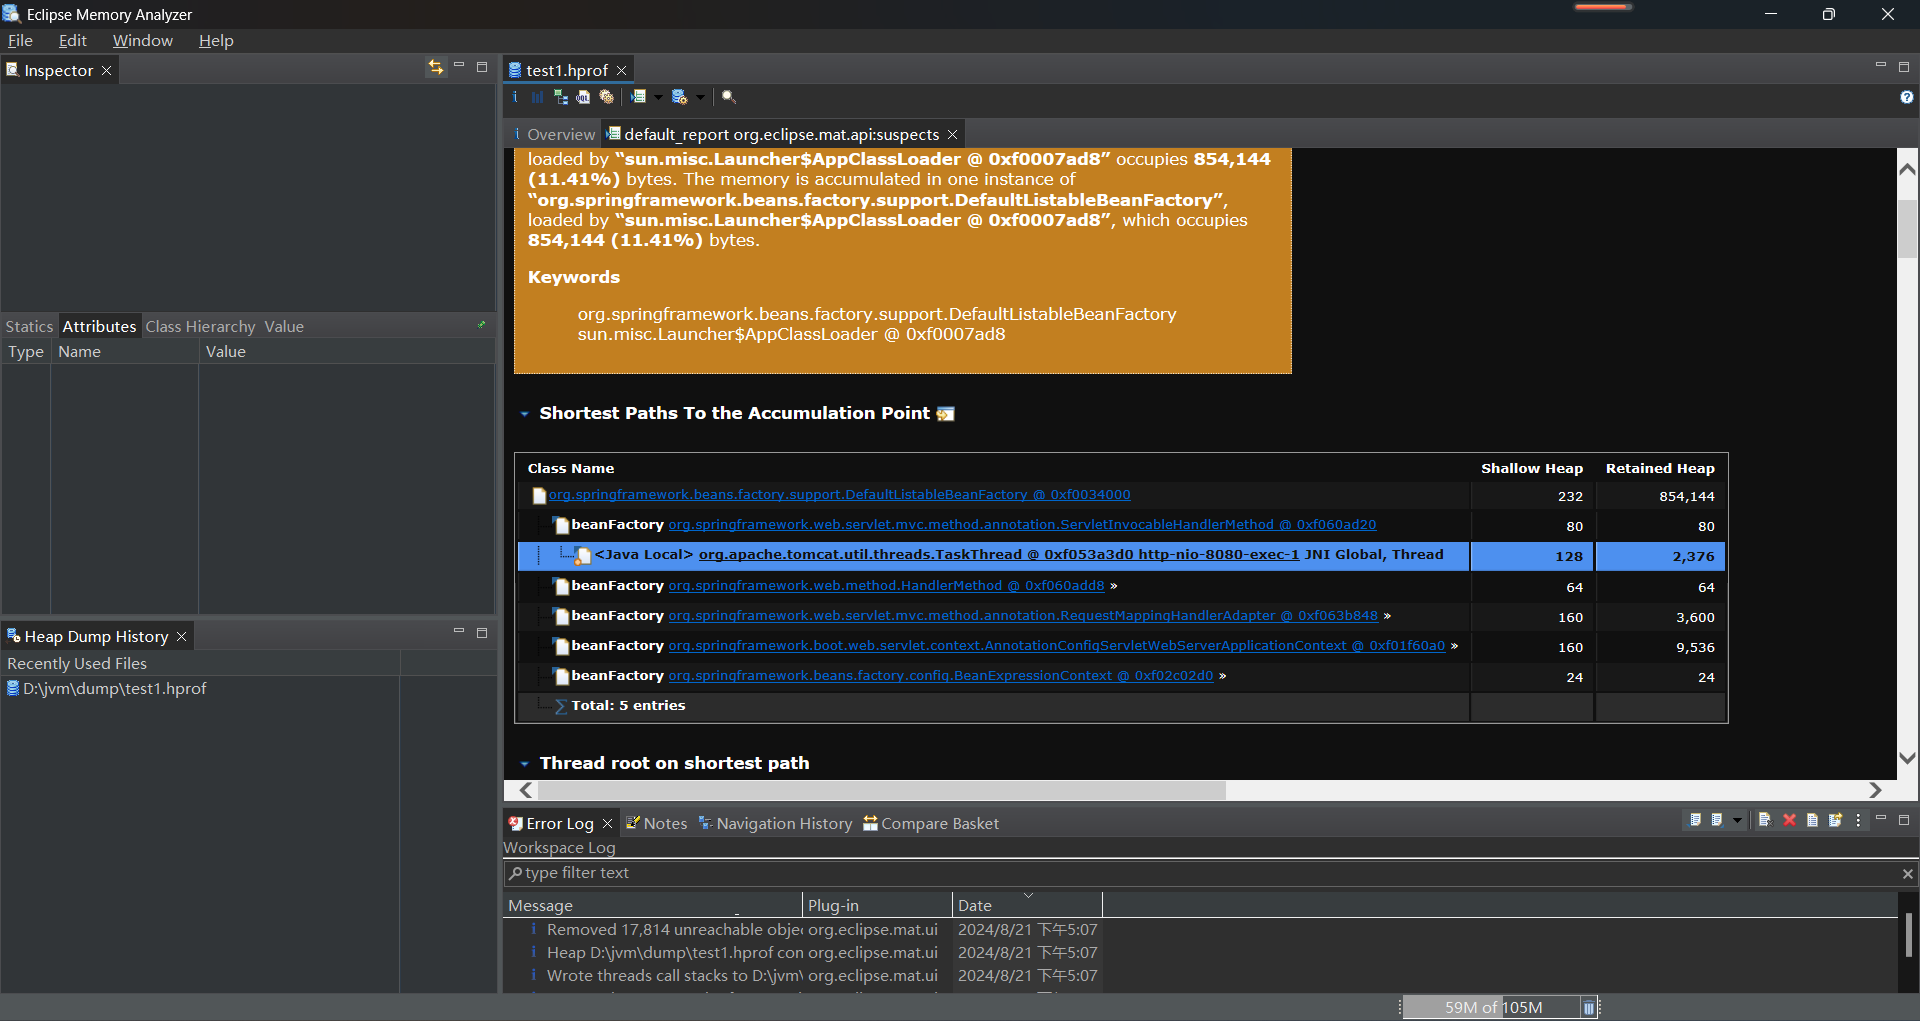 Eclipse Memory Analyzer
File Edit Window Help
Inspector
Statics Attributes Class Hierarchy Value
Type Name Value
Heap Dump History
Recently Used Files
D:\jvm\dump\test1.hprof
test1.hprof
Overview default_report org.eclipse.mat.api:suspects
loaded by “sun.misc.Launcher$AppClassLoader @ 0xf0007ad8” occupies 854,144
(11.41%) bytes. The memory is accumulated in one instance of
“org.springframework.beans.factory.support.DefaultListableBeanFactory”,
loaded by “sun.misc.Launcher$AppClassLoader @ 0xf0007ad8”, which occupies
854,144 (11.41%) bytes.
Keywords
org.springframework.beans.factory.support.DefaultListableBeanFactory
sun.misc.Launcher$AppClassLoader @ 0xf0007ad8
Shortest Paths To the Accumulation Point
Class Name Shallow Heap Retained Heap
org.springframework.beans.factory.support.DefaultListableBeanFactory @ 0xf0034000 232 854,144
beanFactory org.springframework.web.servlet.mvc.method.annotation.ServletInvocableHandlerMethod @ 0xf060ad20 80 80
<Java Local> org.apache.tomcat.util.threads.TaskThread @ 0xf053a3d0 http-nio-8080-exec-1 JNI Global, Thread 128 2,376
beanFactory org.springframework.web.method.HandlerMethod @ 0xf060add8 » 64 64
beanFactory org.springframework.web.servlet.mvc.method.annotation.RequestMappingHandlerAdapter @ 0xf063b848 » 160 3,600
beanFactory org.springframework.boot.web.servlet.context.AnnotationConfigServletWebServerApplicationContext @ 0xf01f60a0 » 160 9,536
beanFactory org.springframework.beans.factory.config.BeanExpressionContext @ 0xf02c02d0 » 24 24
Total: 5 entries
Thread root on shortest path
Error Log Notes Navigation History Compare Basket
Workspace Log
type filter text
Message Plug-in Date
Removed 17,814 unreachable obje org.eclipse.mat.ui 2024/8/21 下午5:07
Heap D:\jvm\dump\test1.hprof con org.eclipse.mat.ui 2024/8/21 下午5:07
Wrote threads call stacks to D:\jvm\ org.eclipse.mat.ui 2024/8/21 下午5:07
59M of 105M